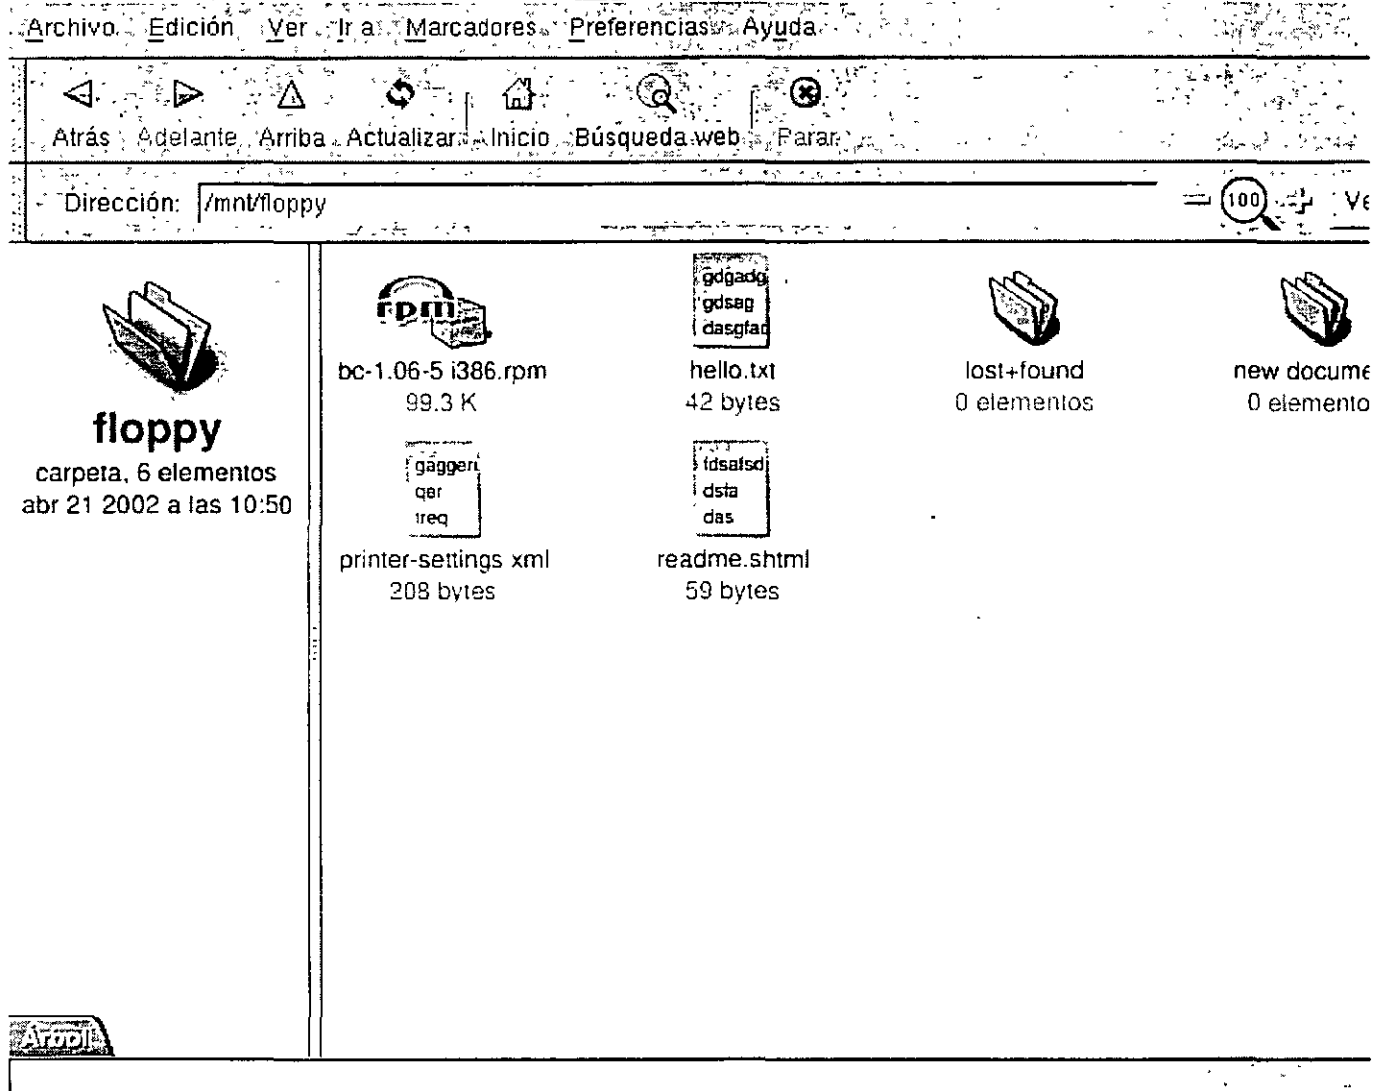 Archivo Edición Ver Ir a Marcadores Preferencias Ayuda
Atrás Adelante Arriba Actualizar Inicio Búsqueda web Parar
Dirección: /mnt/floppy 100 Ve
floppy
carpeta, 6 elementos
abr 21 2002 a las 10:50
rpm
bc-1.06-5 i386.rpm
99.3 K
gdgadg
gdsag
dasgfad
hello.txt
42 bytes
lost+found
0 elementos
new docume
0 elemento
qer
treq
printer-settings xml
208 bytes
fdsafsd
dsfa
das
readme.shtml
59 bytes
Árbol